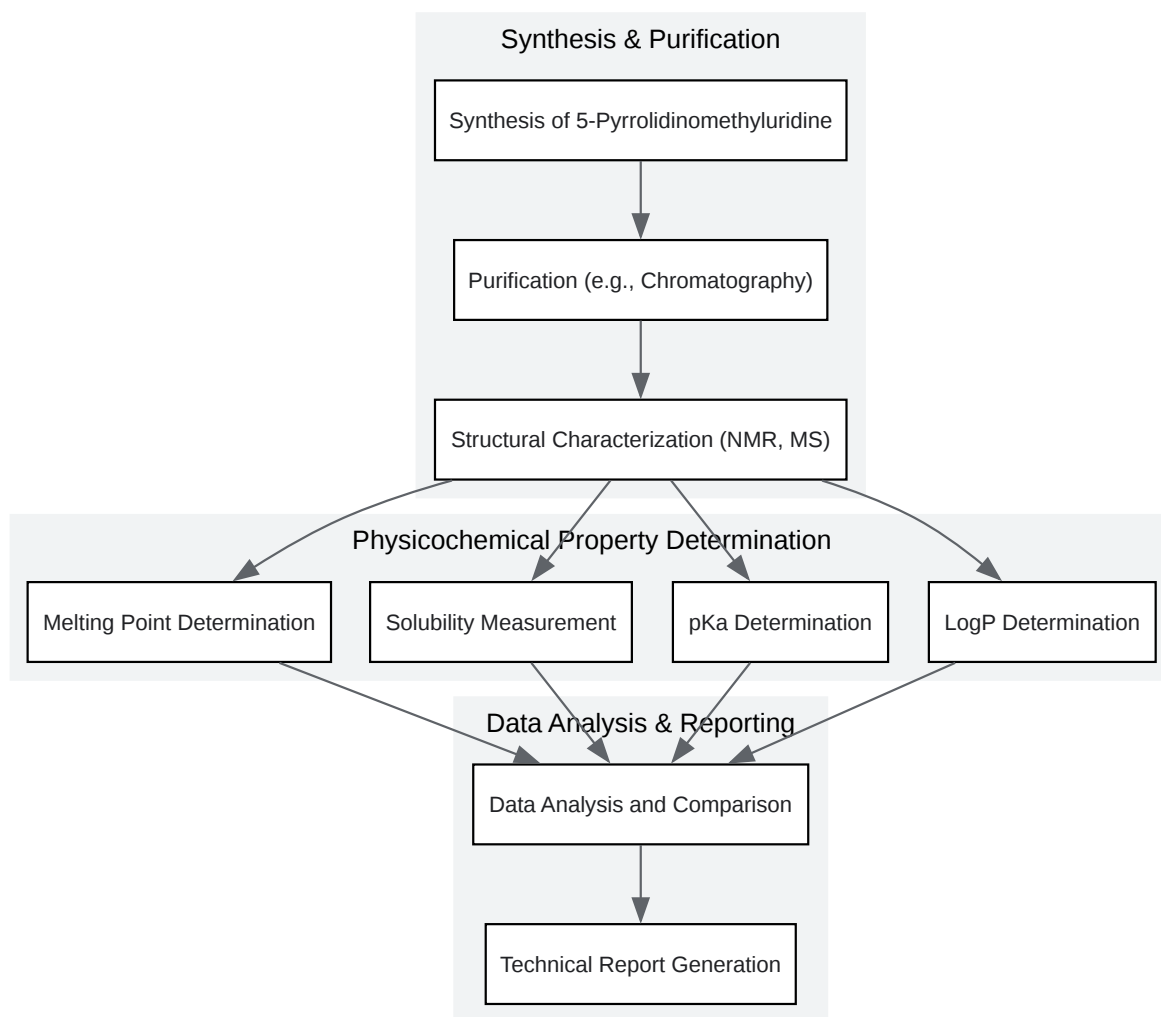 Synthesis & Purification
Synthesis of 5-Pyrrolidinomethyluridine
Purification (e.g., Chromatography)
Structural Characterization (NMR, MS)
Physicochemical Property Determination
Melting Point Determination
Solubility Measurement
pKa Determination
LogP Determination
Data Analysis & Reporting
Data Analysis and Comparison
Technical Report Generation